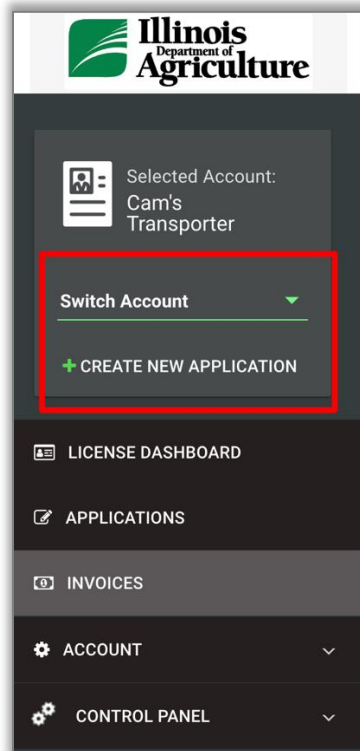 Illinois
Department of
Agriculture
Selected Account:
Cam's
Transporter
Switch Account
+ CREATE NEW APPLICATION
LICENSE DASHBOARD
APPLICATIONS
INVOICES
ACCOUNT
CONTROL PANEL